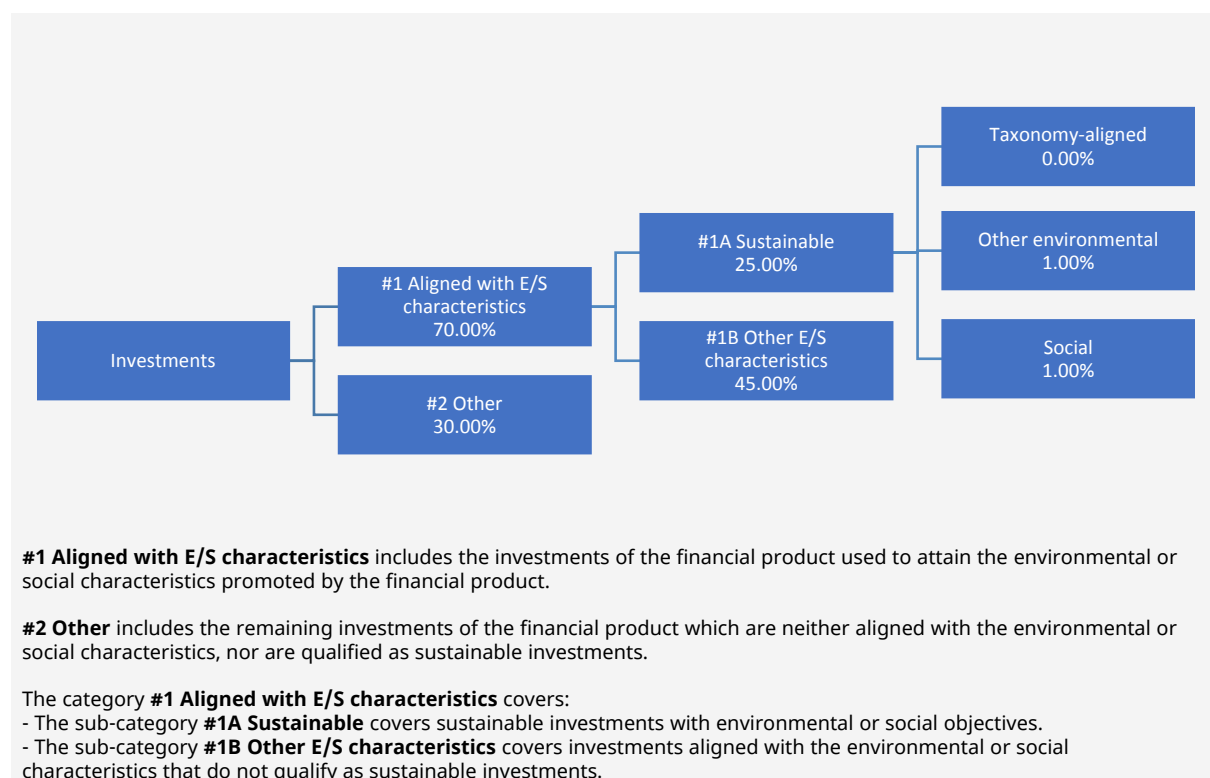 Investments
#1 Aligned with E/S
characteristics
70.00%
#2 Other
30.00%
#1A Sustainable
25.00%
#1B Other E/S
characteristics
45.00%
Taxonomy-aligned
0.00%
Other environmental
1.00%
Social
1.00%
#1 Aligned with E/S characteristics includes the investments of the financial product used to attain the environmental or
social characteristics promoted by the financial product.
#2 Other includes the remaining investments of the financial product which are neither aligned with the environmental or
social characteristics, nor are qualified as sustainable investments.
The category #1 Aligned with E/S characteristics covers:
- The sub-category #1A Sustainable covers sustainable investments with environmental or social objectives.
- The sub-category #1B Other E/S characteristics covers investments aligned with the environmental or social
characteristics that do not qualify as sustainable investments.